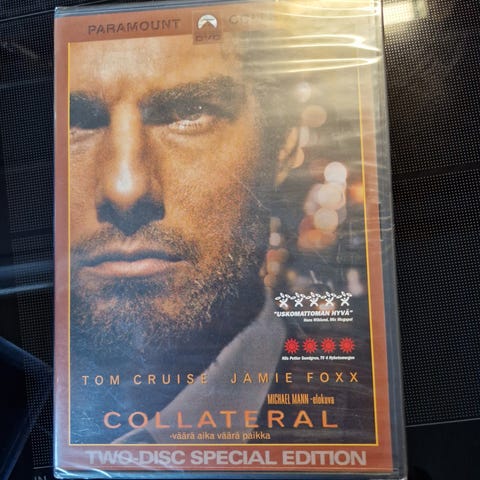 PARAMOUNT
DVD
"USKOMATTOMAN HYVÄ"
TOM CRUISE JAMIE FOXX
MICHAEL MANN -elokuva
COLLATERAL
-väärä aika väärä paikka
TWO-DISC SPECIAL EDITION